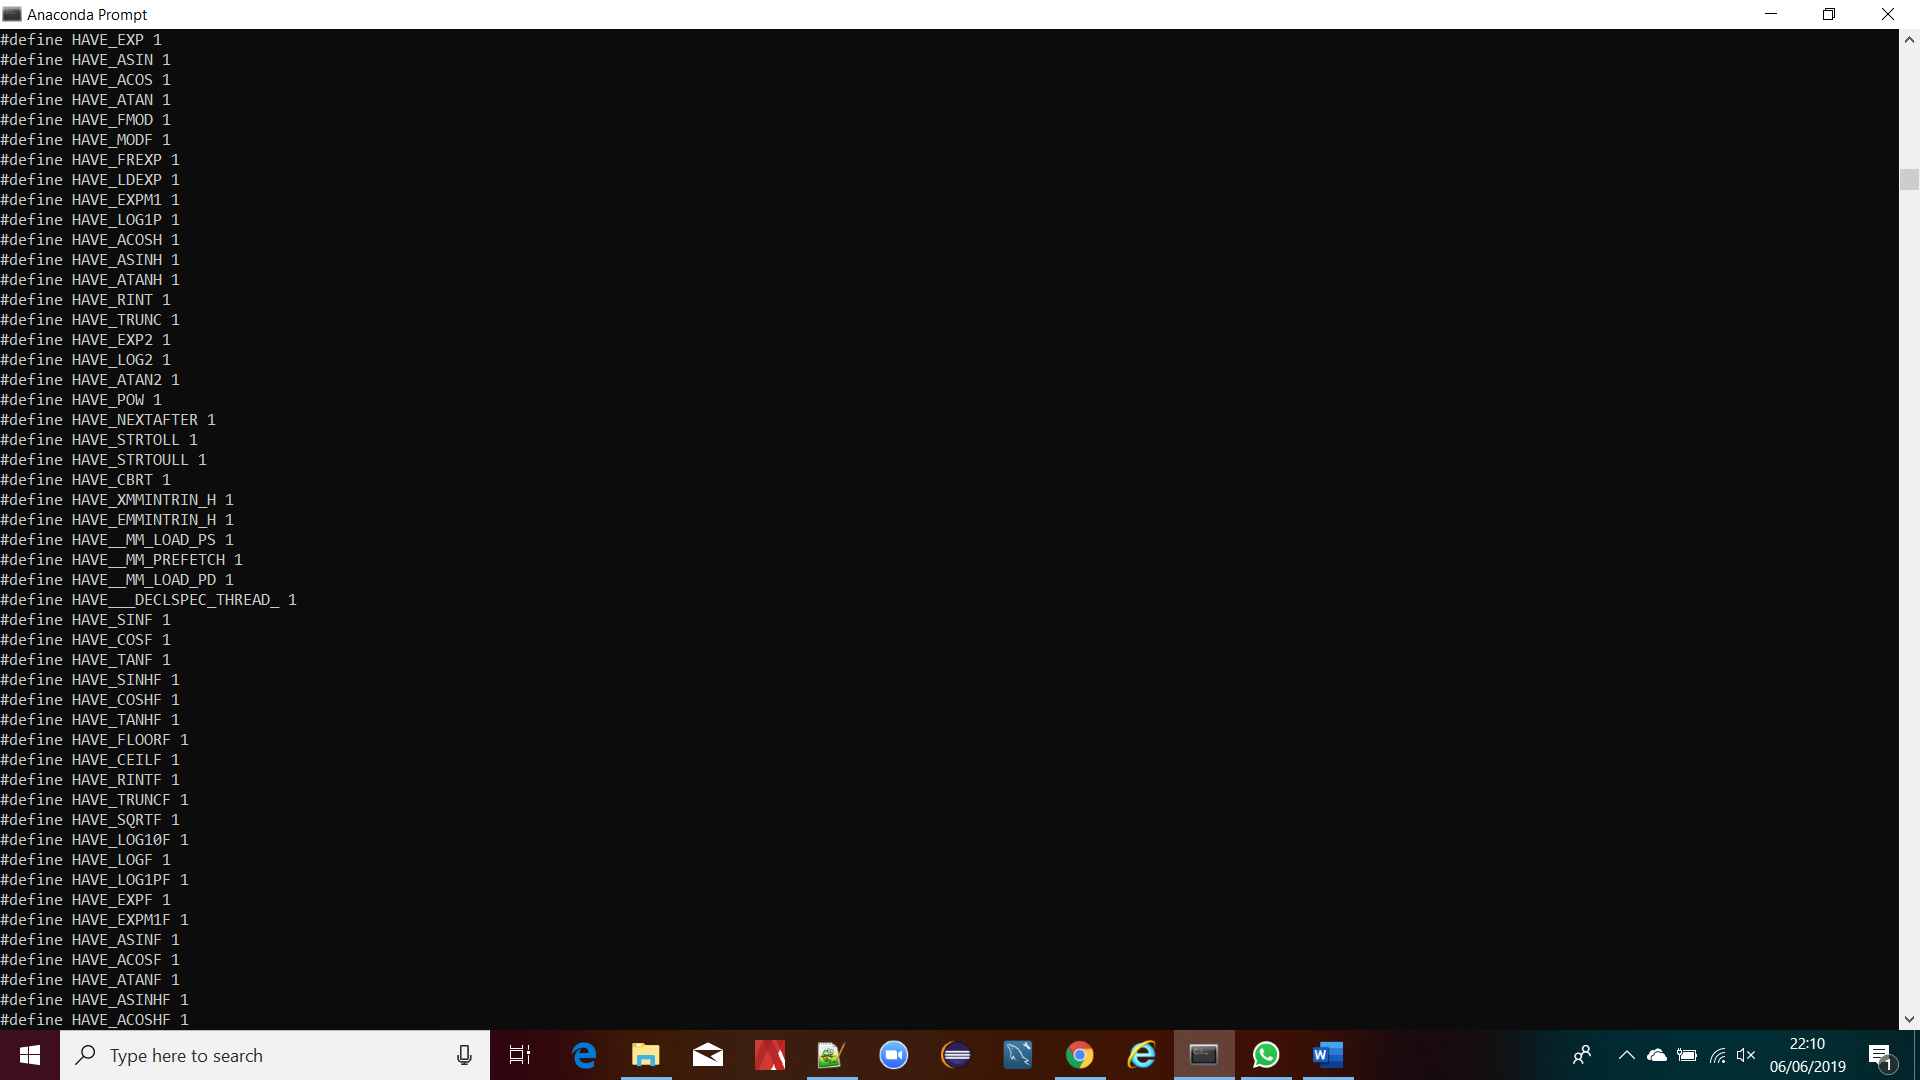 Anaconda Prompt
#define HAVE_EXP 1
#define HAVE_ASIN 1
#define HAVE_ACOS 1
#define HAVE_ATAN 1
#define HAVE_FMOD 1
#define HAVE_MODF 1
#define HAVE_FREXP 1
#define HAVE_LDEXP 1
#define HAVE_EXPM1 1
#define HAVE_LOG1P 1
#define HAVE_ACOSH 1
#define HAVE_ASINH 1
#define HAVE_ATANH 1
#define HAVE_RINT 1
#define HAVE_TRUNC 1
#define HAVE_EXP2 1
#define HAVE_LOG2 1
#define HAVE_ATAN2 1
#define HAVE_POW 1
#define HAVE_NEXTAFTER 1
#define HAVE_STRTOLL 1
#define HAVE_STRTOULL 1
#define HAVE_CBRT 1
#define HAVE_XMMINTRIN_H 1
#define HAVE_EMMINTRIN_H 1
#define HAVE__MM_LOAD_PS 1
#define HAVE__MM_PREFETCH 1
#define HAVE__MM_LOAD_PD 1
#define HAVE___DECLSPEC_THREAD_ 1
#define HAVE_SINF 1
#define HAVE_COSF 1
#define HAVE_TANF 1
#define HAVE_SINHF 1
#define HAVE_COSHF 1
#define HAVE_TANHF 1
#define HAVE_FLOORF 1
#define HAVE_CEILF 1
#define HAVE_RINTF 1
#define HAVE_TRUNCF 1
#define HAVE_SQRTF 1
#define HAVE_LOG10F 1
#define HAVE_LOGF 1
#define HAVE_LOG1PF 1
#define HAVE_EXPF 1
#define HAVE_EXPM1F 1
#define HAVE_ASINF 1
#define HAVE_ACOSF 1
#define HAVE_ATANF 1
#define HAVE_ASINHF 1
#define HAVE_ACOSHF 1
Type here to search
22:10
06/06/2019
1